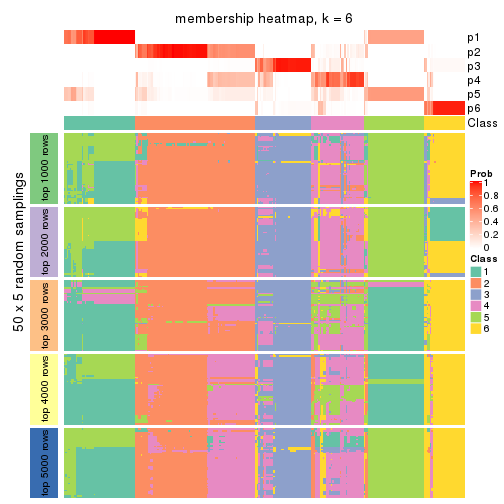 membership heatmap, k = 6
p1
p2
p3
p4
p5
p6
Class
50 x 5 random samplings
top 1000 rows
top 2000 rows
top 3000 rows
top 4000 rows
top 5000 rows
Prob
1
0.8
0.6
0.4
0.2
0
Class
1
2
3
4
5
6